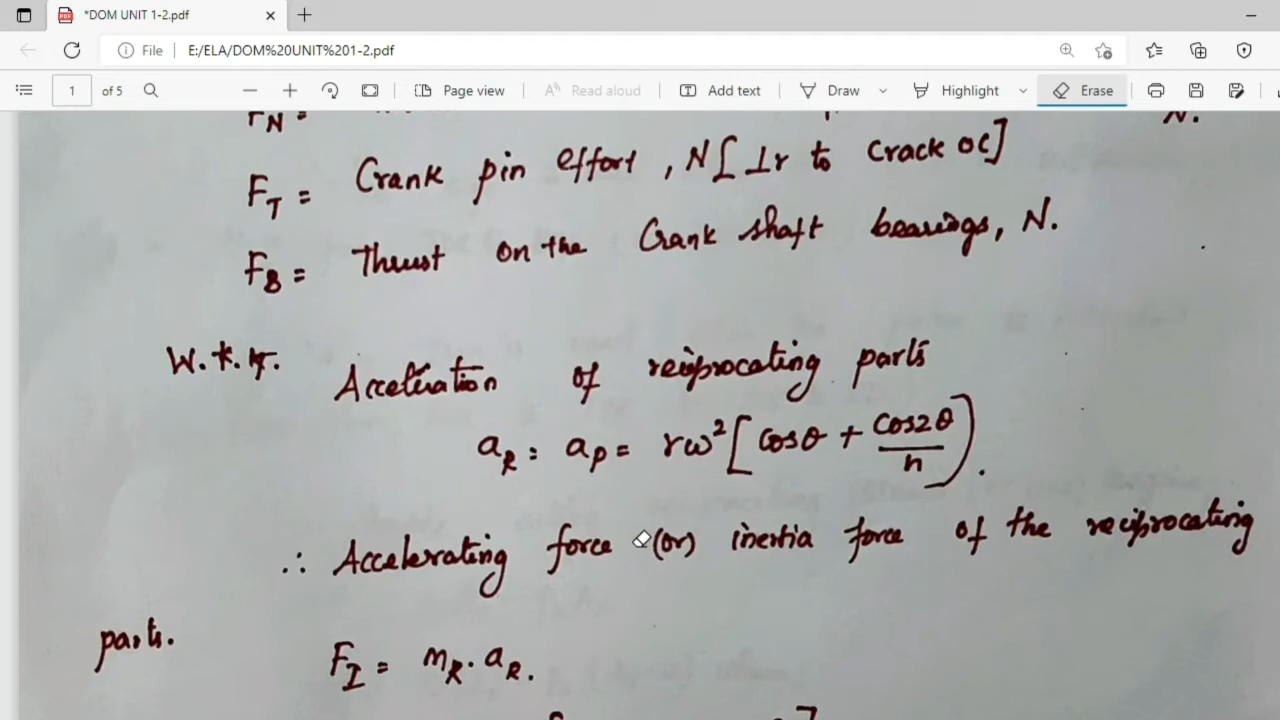 *DOM UNIT 1-2.pdf
File E:/ELA/DOM%20UNIT%201-2.pdf
1 of 5 Page view Read aloud Add text Draw Highlight Erase
F_N = N.
F_T = Crank pin effort, N [⊥r to crack OC]
F_B = Thrust on the Crank shaft bearings, N.
W.K.T. Acceleration of reciprocating parts
a_R = a_P = rω² [cosθ + cos2θ/n].
∴ Accelerating force (or) inertia force of the reciprocating
parts.
F_I = m_R . a_R.